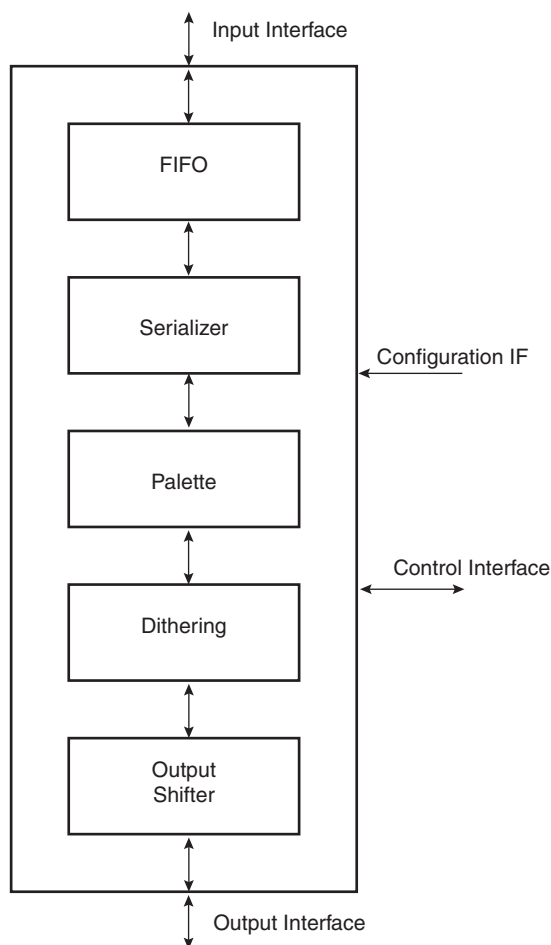 Input Interface
FIFO
Serializer
Configuration IF
Palette
Control Interface
Dithering
Output
Shifter
Output Interface